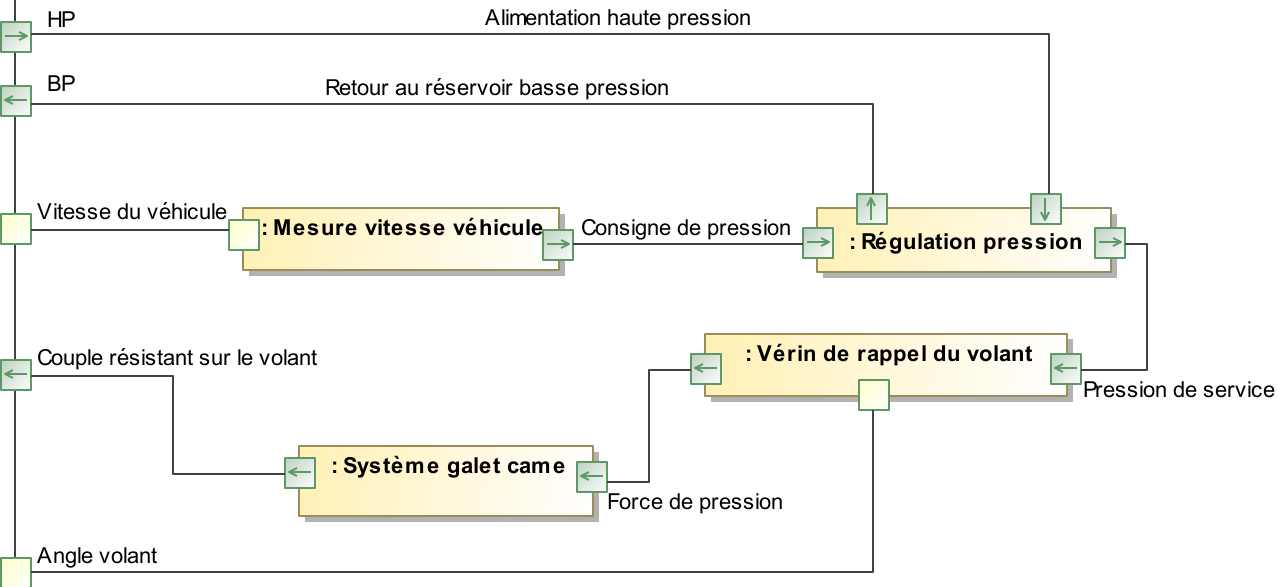 HP
Alimentation haute pression
BP
Retour au réservoir basse pression
Vitesse du véhicule
: Mesure vitesse véhicule
Consigne de pression
: Régulation pression
Couple résistant sur le volant
: Vérin de rappel du volant
Pression de service
: Système galet came
Force de pression
Angle volant